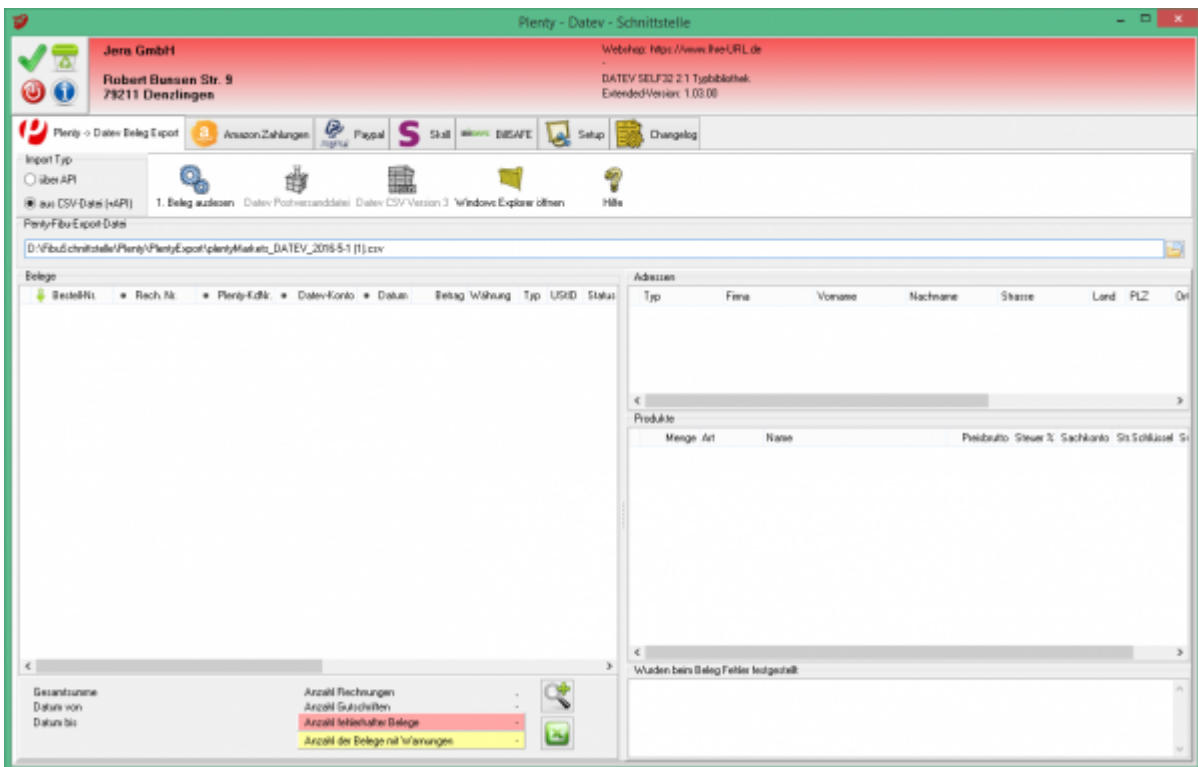 Plenty - Datev - Schnittstelle
Jera GmbH
Robert Bunsen Str. 9
79211 Denzlingen
Webshop: https://www.Ihre-URL.de
-
DATEV SELF32 2.1 Typbibliothek.
Extended-Version: 1.03.00
Plenty -> Datev Beleg Export
Amazon Zahlungen
Paypal
Skrill
BillSAFE
Setup
Changelog
Import Typ
über API
aus CSV-Datei (+API)
1. Beleg auslesen
Datev Postversanddatei
Datev CSV Version 3
Windows Explorer öffnen
Hilfe
Plenty-Fibu-Export-Datei
D:\FibuSchnittstelle\Plenty\PlentyExport\plentyMarkets_DATEV_2016-5-1 (1).csv
Belege
Bestell-Nr. Rech. Nr. Plenty-KdNr. Datev-Konto Datum Betrag Währung Typ UStID Status
Adressen
Typ Firma Vorname Nachname Strasse Land PLZ Ort
Produkte
Menge Art Name Preisbrutto Steuer % Sachkonto Str.Schlüssel
Wurden beim Beleg Fehler festgestellt
Gesamtsumme
Datum von
Datum bis
Anzahl Rechnungen -
Anzahl Gutschriften -
Anzahl fehlerhafter Belege -
Anzahl der Belege mit Warnungen -